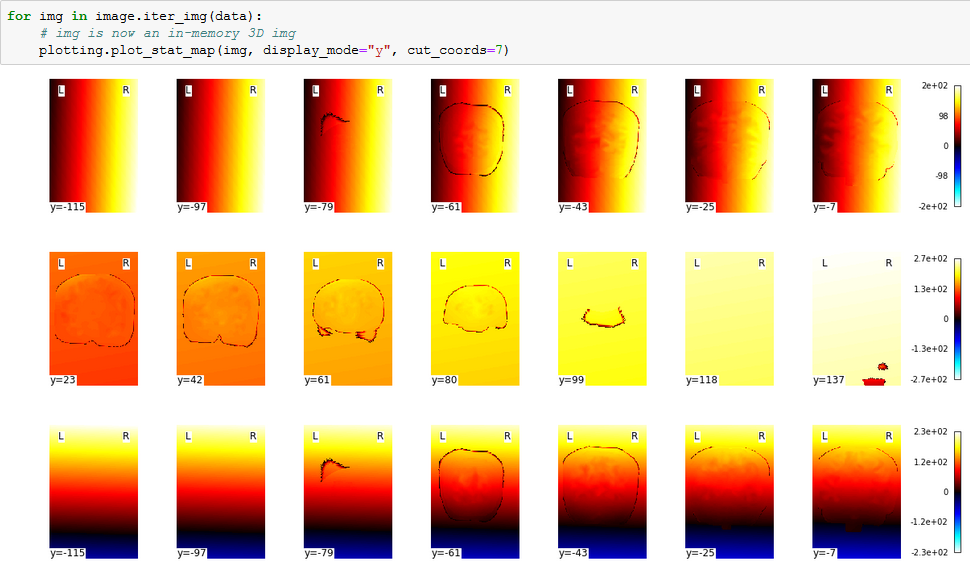 for img in image.iter_img(data):
# img is now an in-memory 3D img
plotting.plot_stat_map(img, display_mode="y", cut_coords=7)
L R L R L R L R L R L R L R
2e+02
98
0
-98
-2e+02
y=-115 y=-97 y=-79 y=-61 y=-43 y=-25 y=-7
L R L R L R L R L R L R L R
2.7e+02
1.3e+02
0
-1.3e+02
-2.7e+02
y=23 y=42 y=61 y=80 y=99 y=118 y=137
L R L R L R L R L R L R L R
2.3e+02
1.2e+02
0
-1.2e+02
-2.3e+02
y=-115 y=-97 y=-79 y=-61 y=-43 y=-25 y=-7